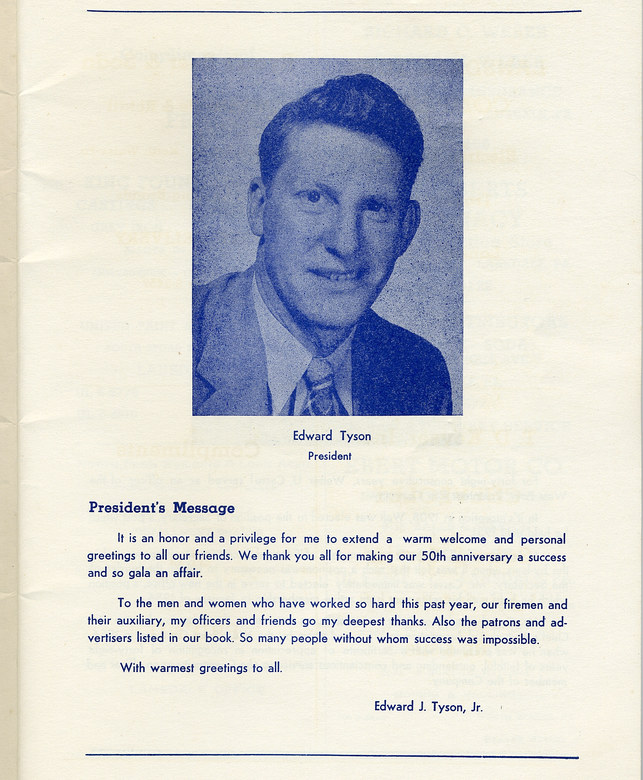 Edward Tyson
President
President's Message
It is an honor and a privilege for me to extend a warm welcome and personal
greetings to all our friends. We thank you all for making our 50th anniversary a success
and so gala an affair.
To the men and women who have worked so hard this past year, our firemen and
their auxiliary, my officers and friends go my deepest thanks. Also the patrons and ad-
vertisers listed in our book. So many people without whom success was impossible.
With warmest greetings to all.
Edward J. Tyson, Jr.